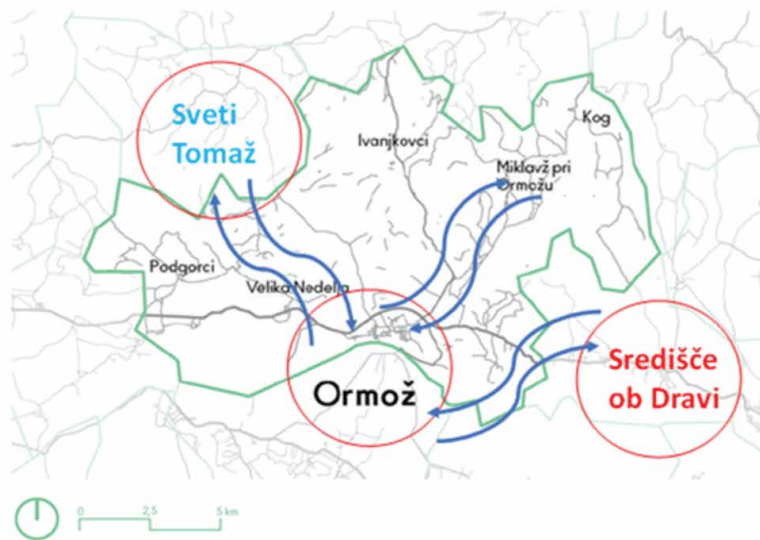 Sveti
Tomaž
Kog
Ivanjkovci
Miklavž pri
Ormožu
Podgorci
Velika Nedelja
Središče
ob Dravi
Ormož
0 2,5 5 km